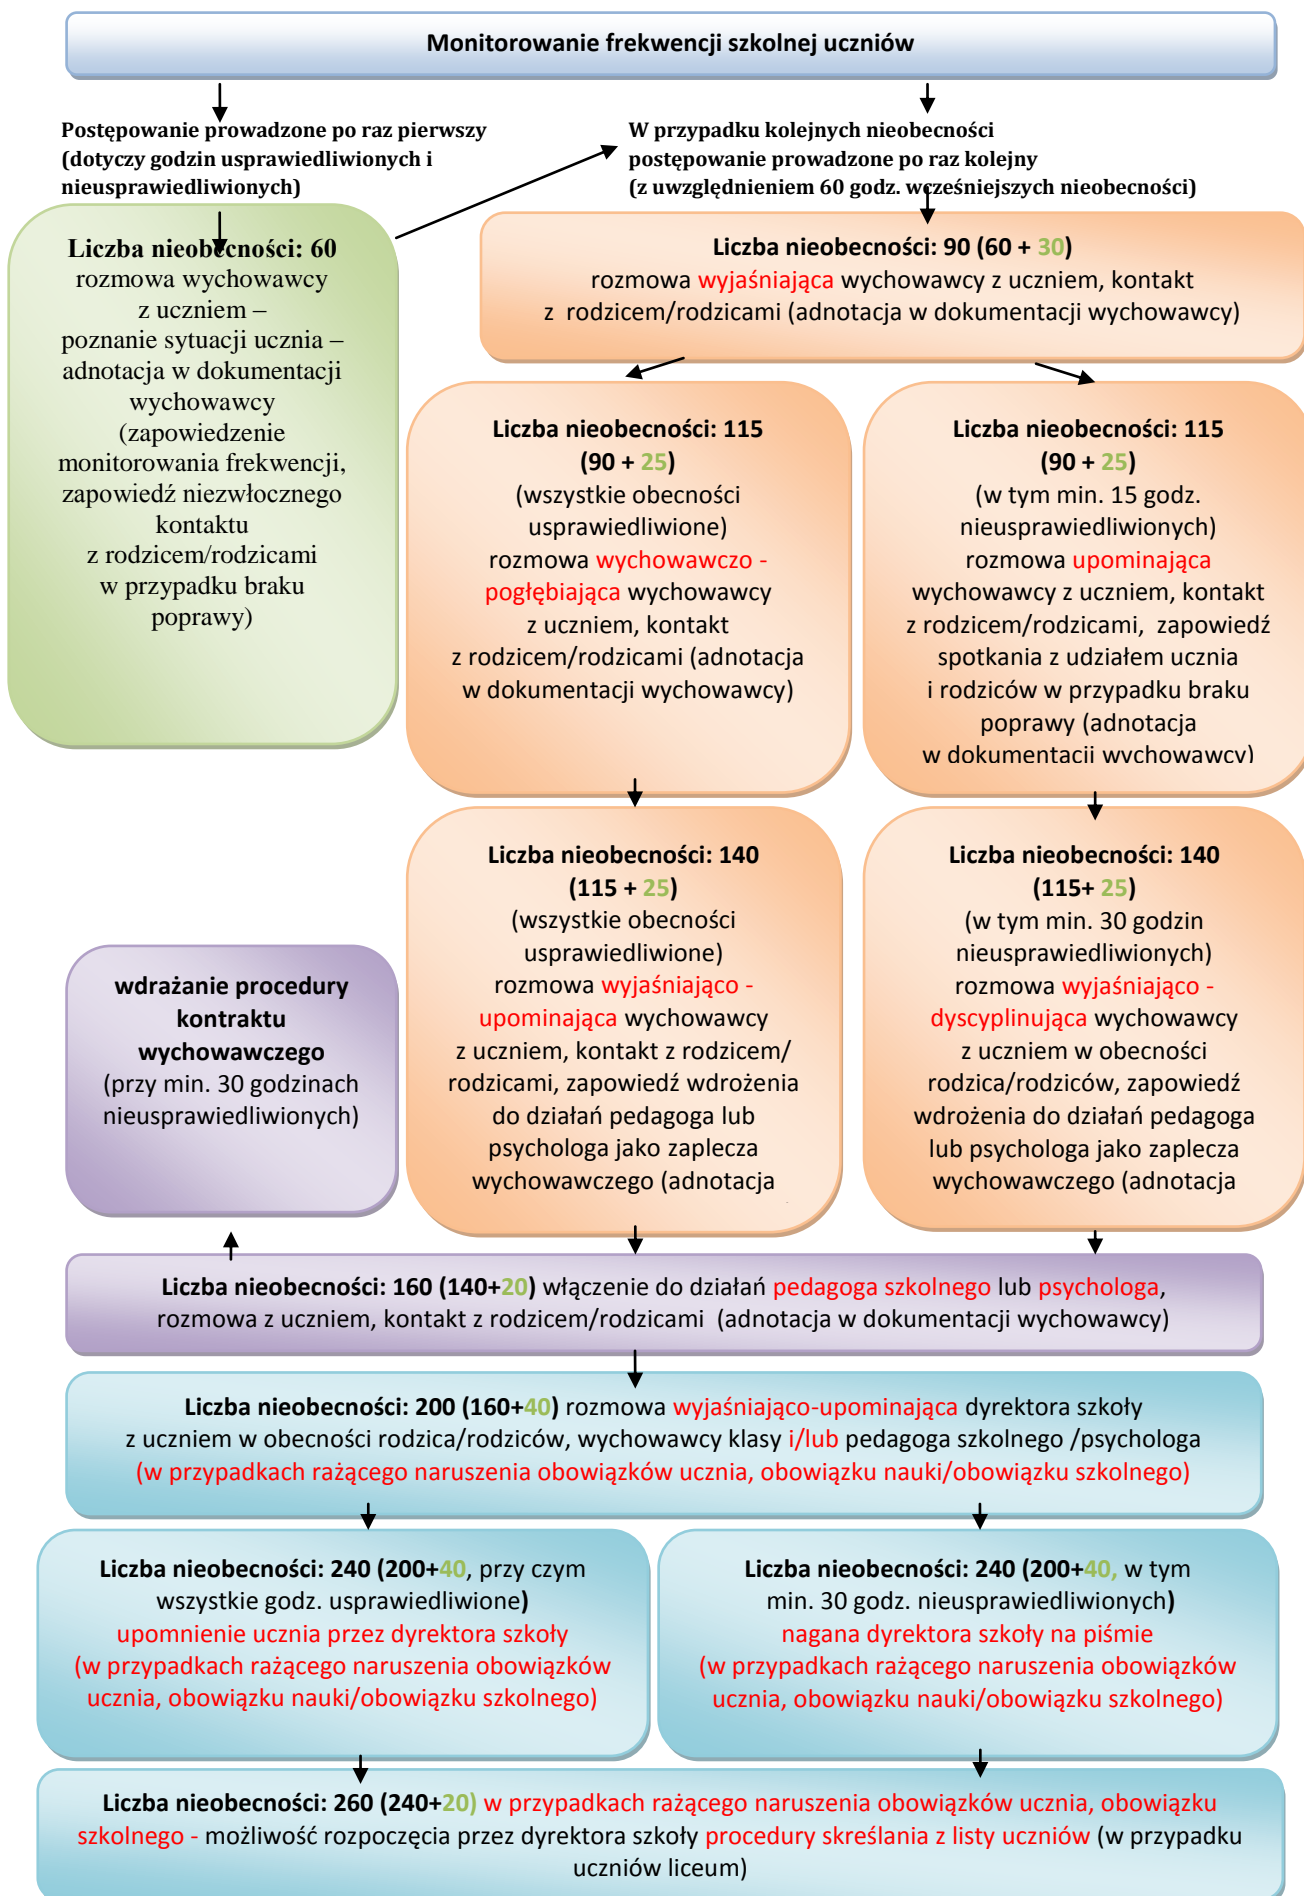 Monitorowanie frekwencji szkolnej uczniów
Postępowanie prowadzone po raz pierwszy
(dotyczy godzin usprawiedliwionych i
nieusprawiedliwionych)
W przypadku kolejnych nieobecności
postępowanie prowadzone po raz kolejny
(z uwzględnieniem 60 godz. wcześniejszych nieobecności)
Liczba nieobecności: 60
rozmowa wychowawcy
z uczniem –
poznanie sytuacji ucznia –
adnotacja w dokumentacji
wychowawcy
(zapowiedzenie
monitorowania frekwencji,
zapowiedź niezwłocznego
kontaktu
z rodzicem/rodzicami
w przypadku braku
poprawy)
Liczba nieobecności: 90 (60 + 30)
rozmowa wyjaśniająca wychowawcy z uczniem, kontakt
z rodzicem/rodzicami (adnotacja w dokumentacji wychowawcy)
Liczba nieobecności: 115
(90 + 25)
(wszystkie obecności
usprawiedliwione)
rozmowa wychowawczo -
pogłębiająca wychowawcy
z uczniem, kontakt
z rodzicem/rodzicami (adnotacja
w dokumentacji wychowawcy)
Liczba nieobecności: 115
(90 + 25)
(w tym min. 15 godz.
nieusprawiedliwionych)
rozmowa upominająca
wychowawcy z uczniem, kontakt
z rodzicem/rodzicami, zapowiedź
spotkania z udziałem ucznia
i rodziców w przypadku braku
poprawy (adnotacja
w dokumentacji wychowawcy)
Liczba nieobecności: 140
(115 + 25)
(wszystkie obecności
usprawiedliwione)
rozmowa wyjaśniająco -
upominająca wychowawcy
z uczniem, kontakt z rodzicem/
rodzicami, zapowiedź wdrożenia
do działań pedagoga lub
psychologa jako zaplecza
wychowawczego (adnotacja
Liczba nieobecności: 140
(115+ 25)
(w tym min. 30 godzin
nieusprawiedliwionych)
rozmowa wyjaśniająco -
dyscyplinująca wychowawcy
z uczniem w obecności
rodzica/rodziców, zapowiedź
wdrożenia do działań pedagoga
lub psychologa jako zaplecza
wychowawczego (adnotacja
wdrażanie procedury
kontraktu
wychowawczego
(przy min. 30 godzinach
nieusprawiedliwionych)
Liczba nieobecności: 160 (140+20) włączenie do działań pedagoga szkolnego lub psychologa,
rozmowa z uczniem, kontakt z rodzicem/rodzicami (adnotacja w dokumentacji wychowawcy)
Liczba nieobecności: 200 (160+40) rozmowa wyjaśniająco-upominająca dyrektora szkoły
z uczniem w obecności rodzica/rodziców, wychowawcy klasy i/lub pedagoga szkolnego /psychologa
(w przypadkach rażącego naruszenia obowiązków ucznia, obowiązku nauki/obowiązku szkolnego)
Liczba nieobecności: 240 (200+40, przy czym
wszystkie godz. usprawiedliwione)
upomnienie ucznia przez dyrektora szkoły
(w przypadkach rażącego naruszenia obowiązków
ucznia, obowiązku nauki/obowiązku szkolnego)
Liczba nieobecności: 240 (200+40, w tym
min. 30 godz. nieusprawiedliwionych)
nagana dyrektora szkoły na piśmie
(w przypadkach rażącego naruszenia obowiązków
ucznia, obowiązku nauki/obowiązku szkolnego)
Liczba nieobecności: 260 (240+20) w przypadkach rażącego naruszenia obowiązków ucznia, obowiązku
szkolnego - możliwość rozpoczęcia przez dyrektora szkoły procedury skreślania z listy uczniów (w przypadku
uczniów liceum)